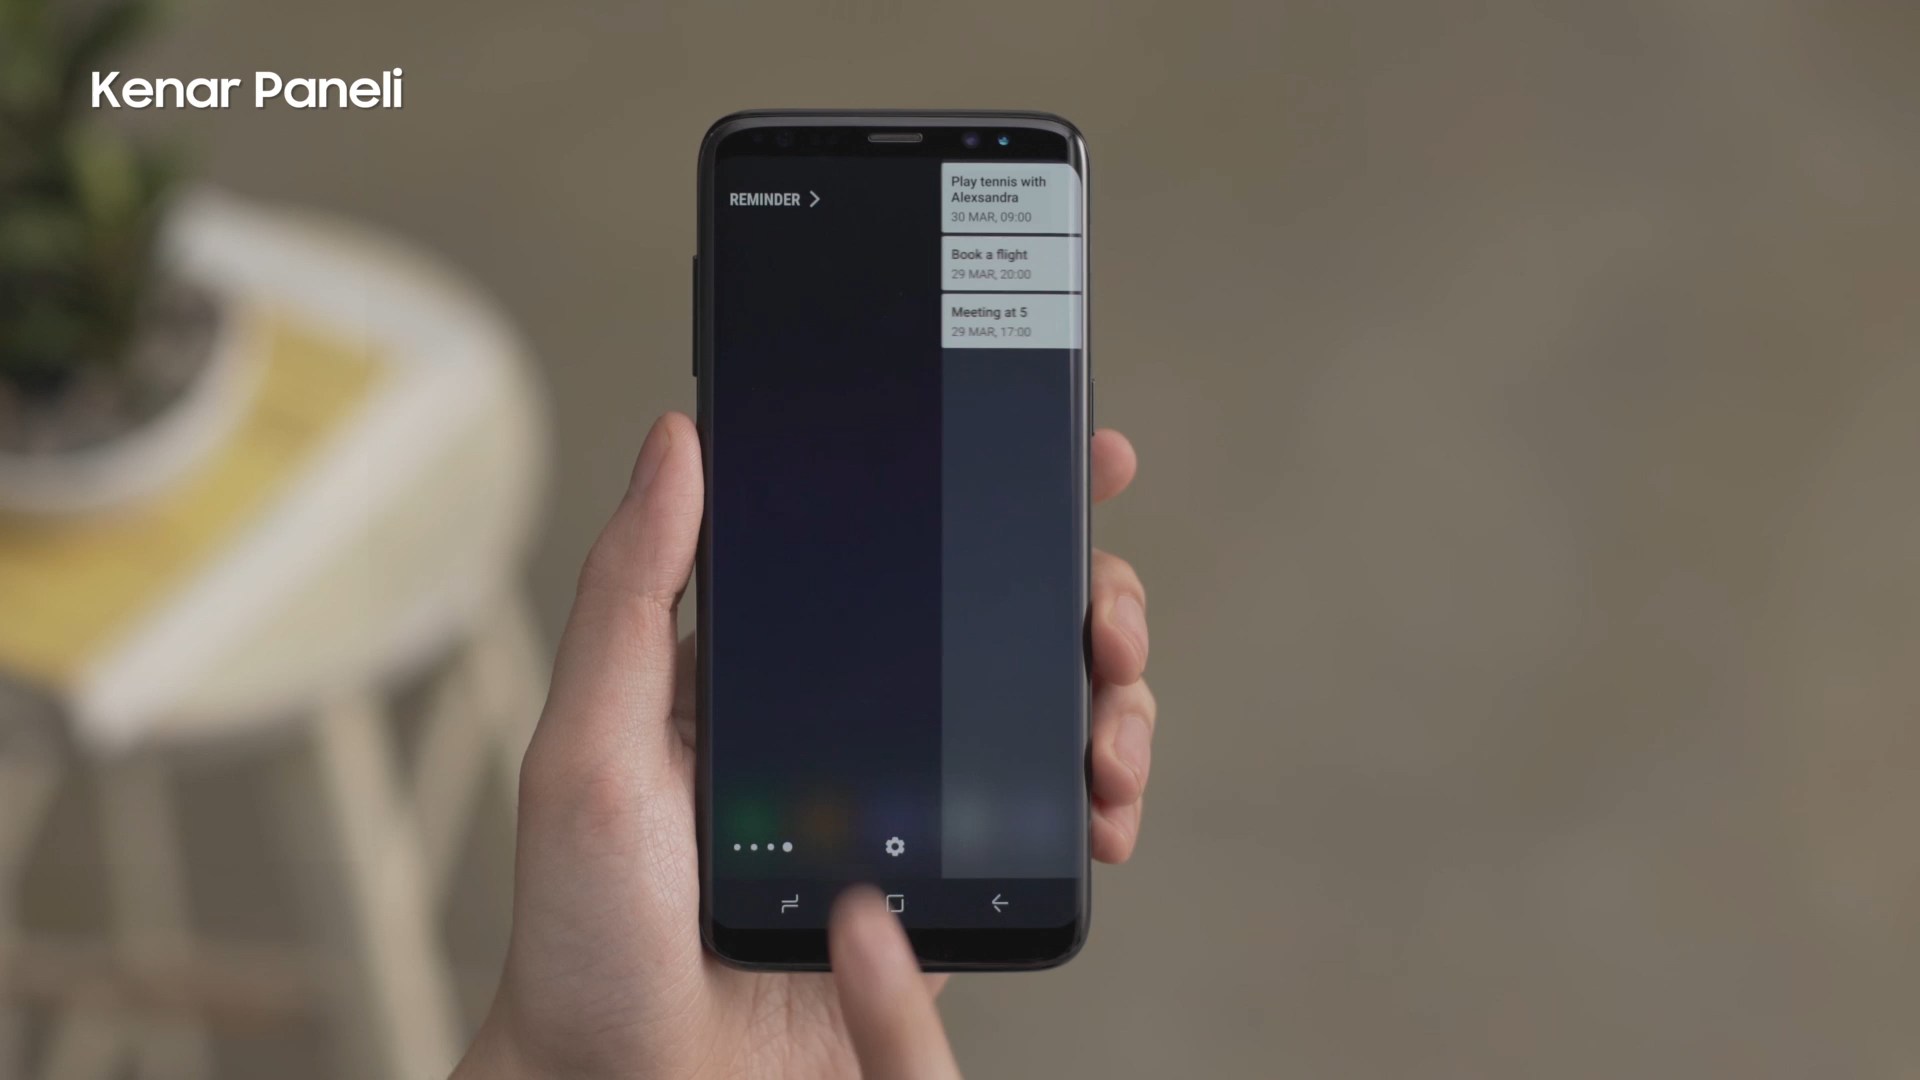 Kenar Paneli
REMINDER
Play tennis with
Alexsandra
30 MAR, 09:00
Book a flight
29 MAR, 20:00
Meeting at 5
29 MAR, 17:00